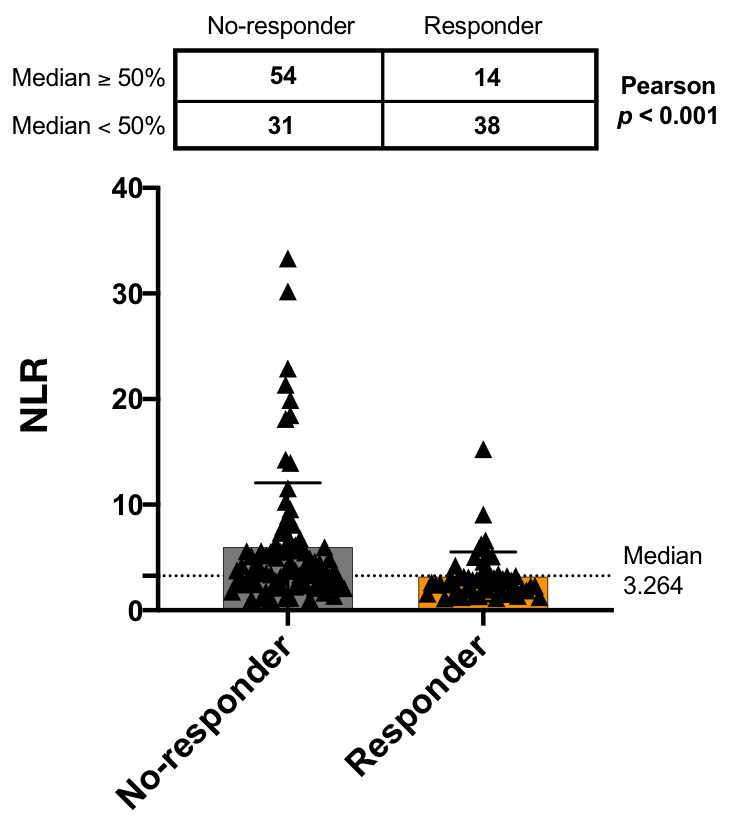 No-responder Responder
Median ≥ 50% 54 14
Median < 50% 31 38
Pearson
p < 0.001
40
30
20
10
0
NLR
Median
3.264
No-responder
Responder